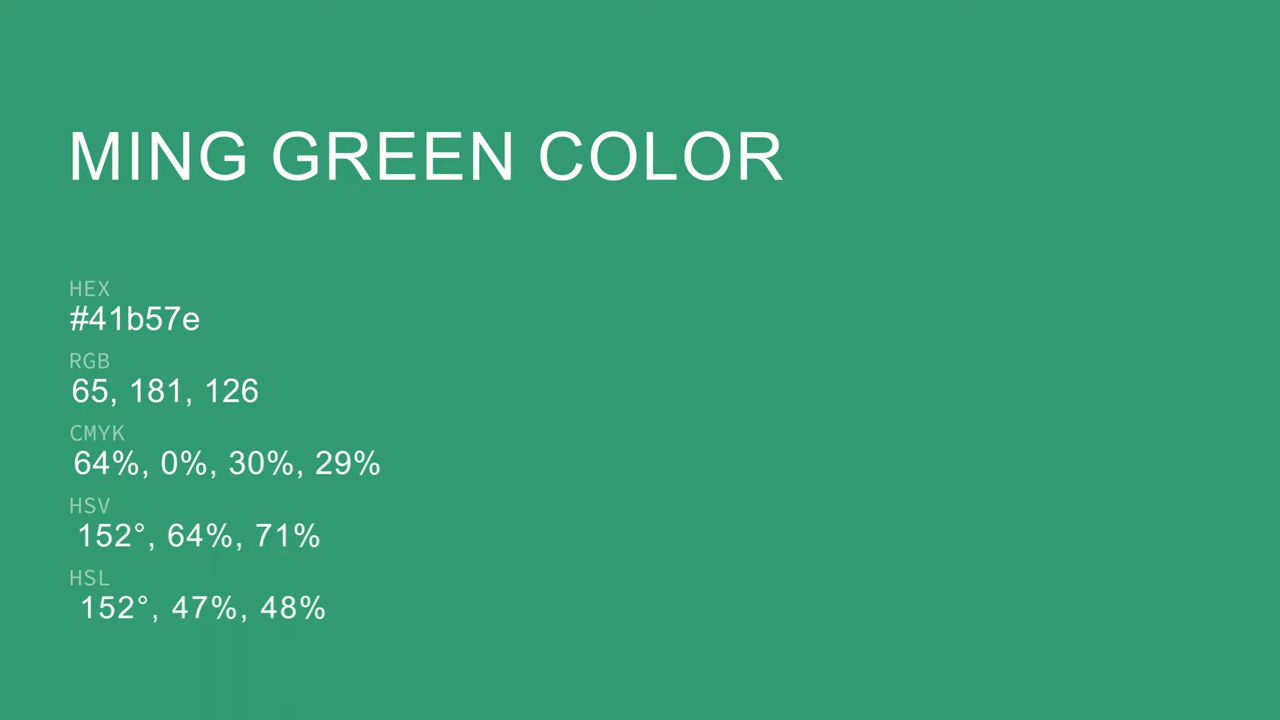 MING GREEN COLOR
HEX
#41b57e
RGB
65, 181, 126
CMYK
64%, 0%, 30%, 29%
HSV
152°, 64%, 71%
HSL
152°, 47%, 48%